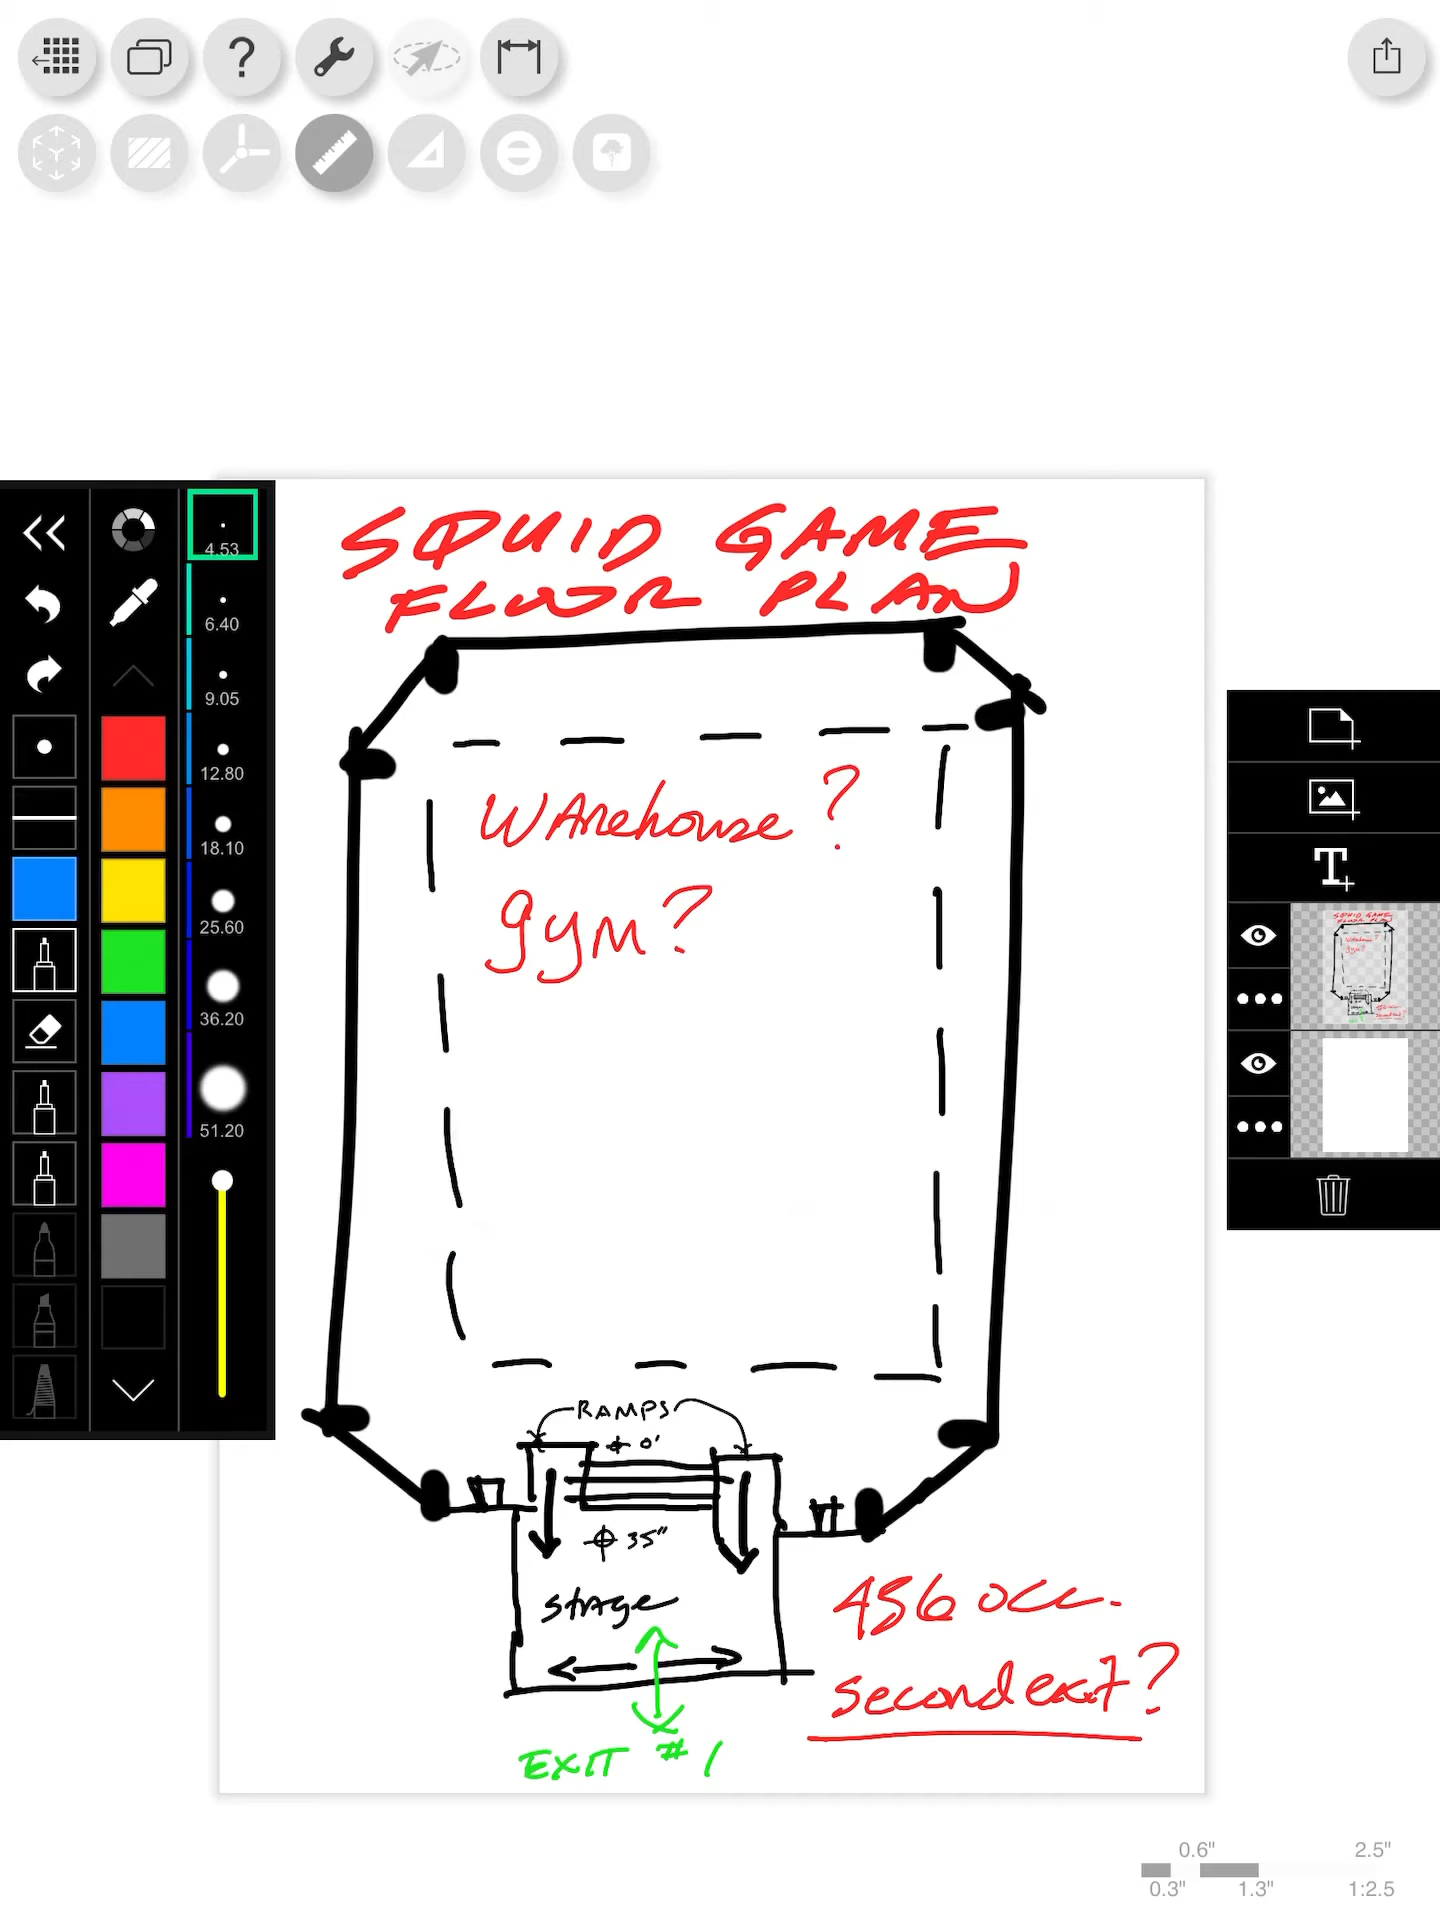 ?
SQUID GAME
FLOOR PLAN
4.53
6.40
9.05
12.80
18.10
25.60
36.20
51.20
WArehouse ?
gym?
T
RAMPS
0'
35"
stage
456 occ.
second exit?
EXIT #1
0.6" 2.5"
0.3" 1.3" 1:2.5